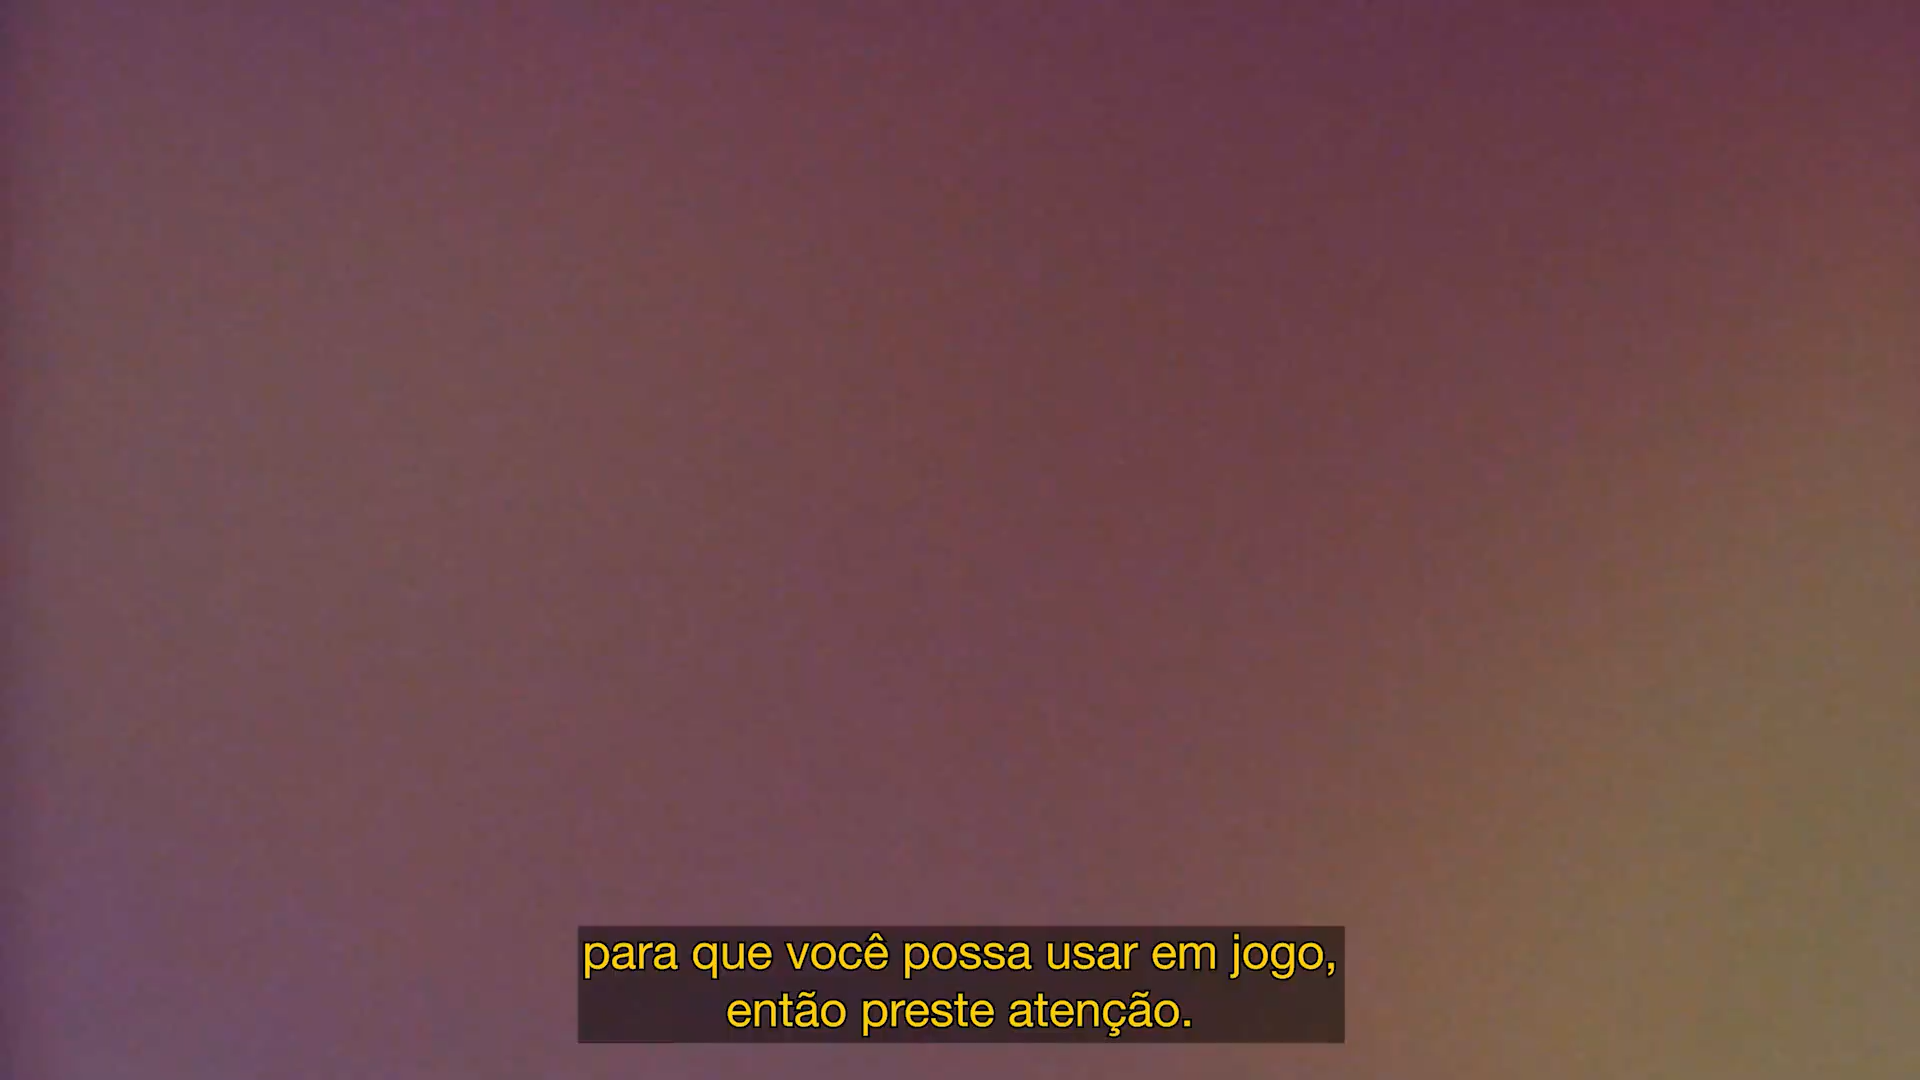 para que você possa usar em jogo,
então preste atenção.